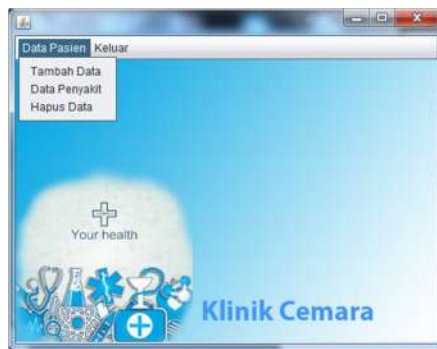 Data Pasien Keluar
Tambah Data
Data Penyakit
Hapus Data
Your health
Klinik Cemara